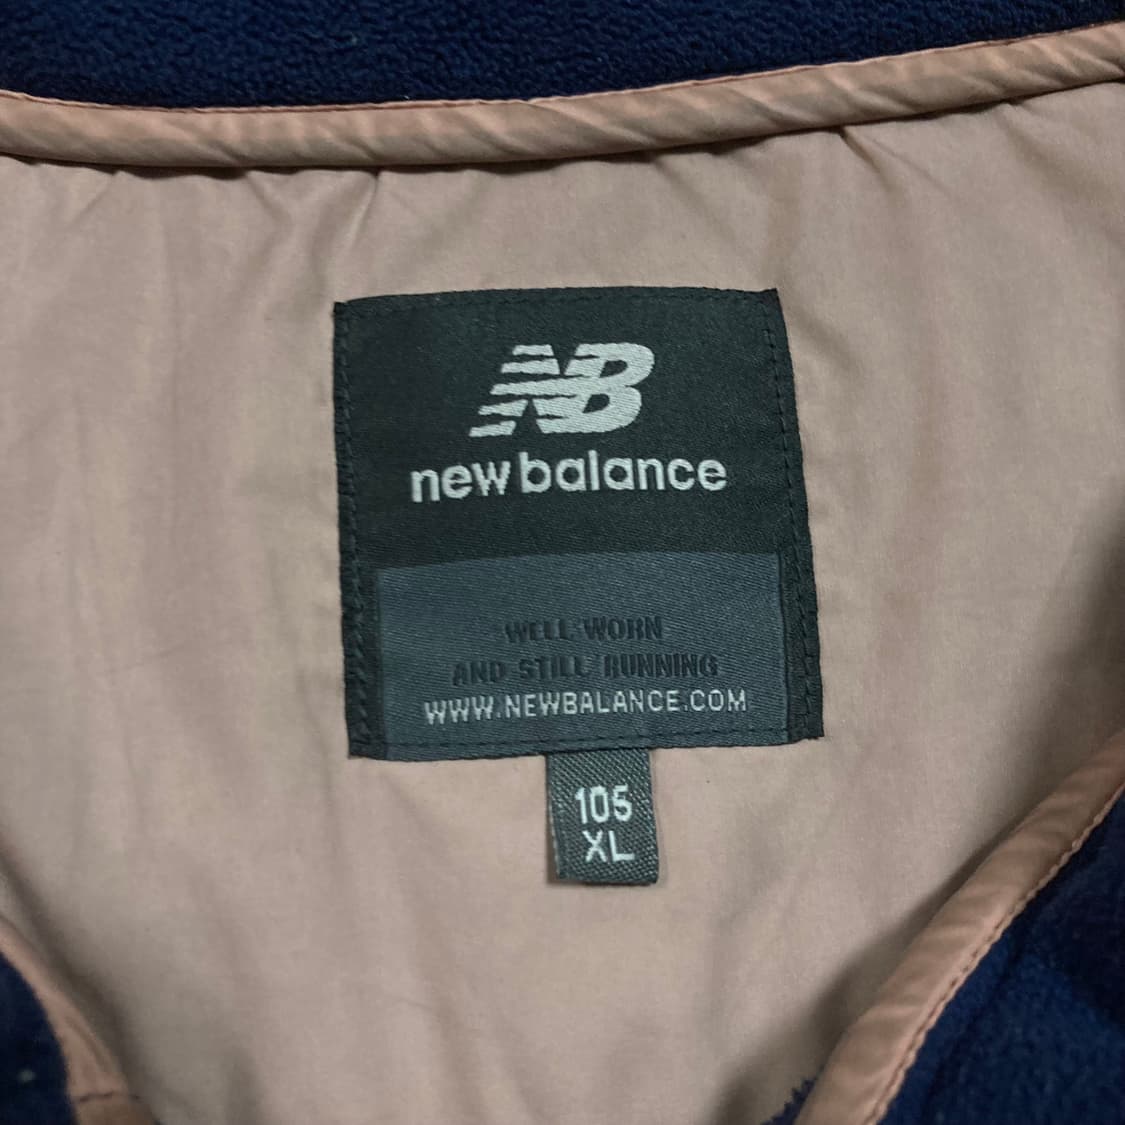 NB
new balance
WELL WORN
AND STILL RUNNING
WWW.NEWBALANCE.COM
105
XL